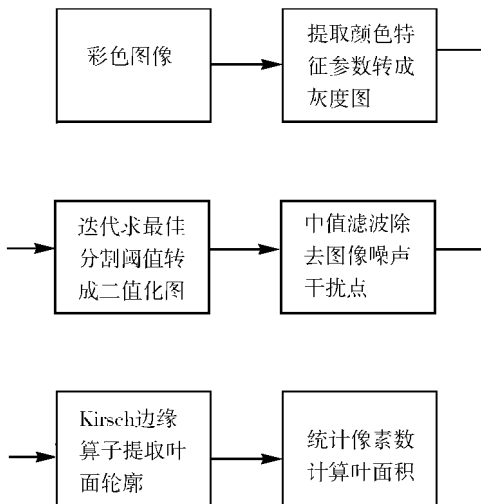 彩色图像
提取颜色特
征参数转成
灰度图
迭代求最佳
分割阈值转
成二值化图
中值滤波除
去图像噪声
干扰点
Kirsch边缘
算子提取叶
面轮廓
统计像素数
计算叶面积